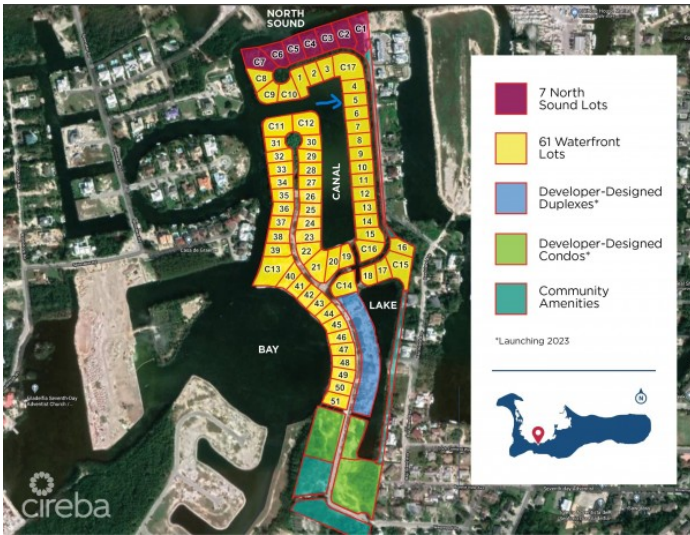 NORTH
SOUND
C7
C6
C5
C4
C3
C2
C1
C8
C9
C10
1
2
3
C17
4
5
6
7
8
9
10
11
12
13
14
15
C16
16
C15
17
18
C11
C12
31
30
32
29
33
28
34
27
35
26
36
25
37
24
38
23
39
22
C13
40
21
20
19
41
42
C14
43
44
45
46
47
48
49
50
51
CANAL
LAKE
BAY
7 North
Sound Lots
61 Waterfront
Lots
Developer-Designed
Duplexes*
Developer-Designed
Condos*
Community
Amenities
*Launching 2023
N
cireba